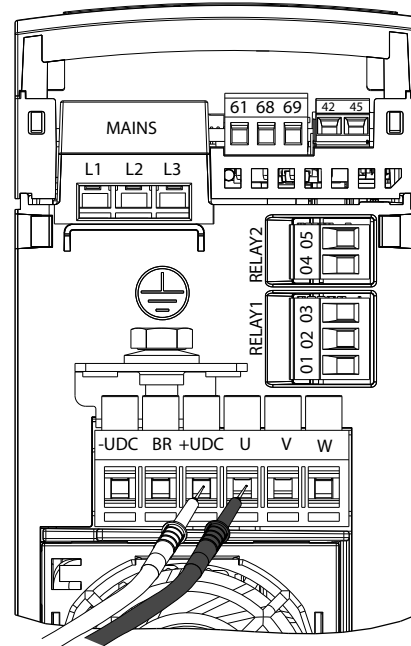 61 68 69
42 45
MAINS
L1 L2 L3
RELAY2
04 05
RELAY1
01 02 03
-UDC BR +UDC U V W